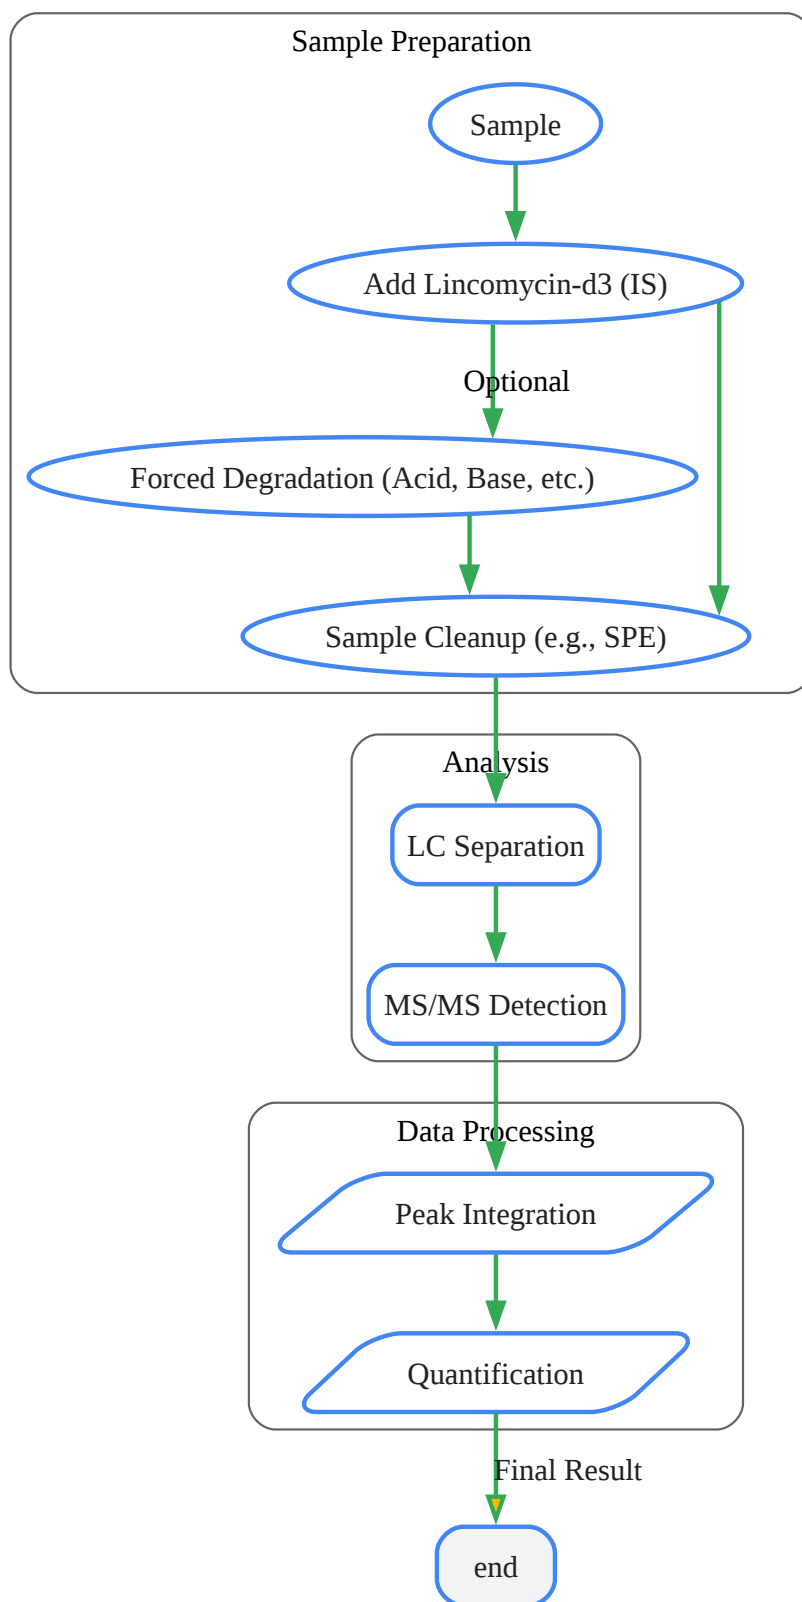 Sample Preparation
Sample
Add Lincomycin-d3 (IS)
Optional
Forced Degradation (Acid, Base, etc.)
Sample Cleanup (e.g., SPE)
Analysis
LC Separation
MS/MS Detection
Data Processing
Peak Integration
Quantification
Final Result
end